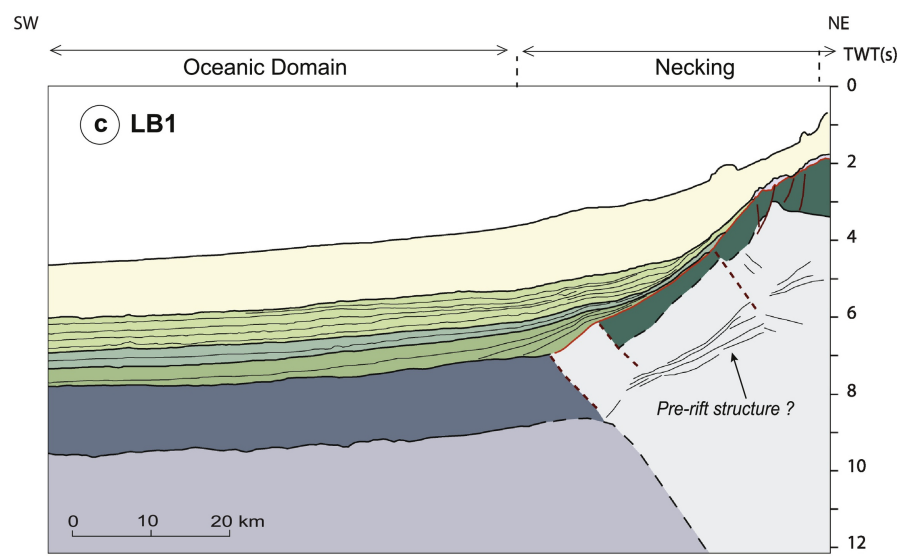 SW
NE
Oceanic Domain
Necking
TWT(s)
c LB1
0
2
4
6
8
10
12
Pre-rift structure ?
0 10 20 km